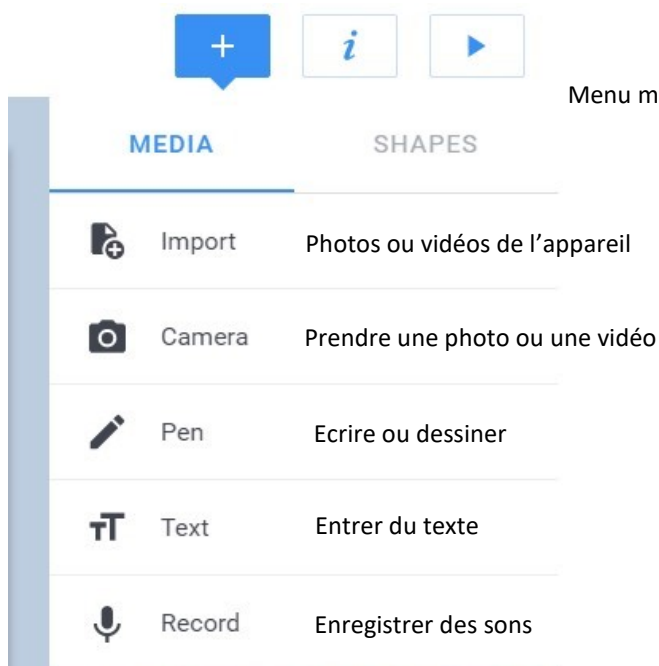 + i
Menu m
MEDIA SHAPES
Import Photos ou vidéos de l’appareil
Camera Prendre une photo ou une vidéo
Pen Ecrire ou dessiner
Text Entrer du texte
Record Enregistrer des sons